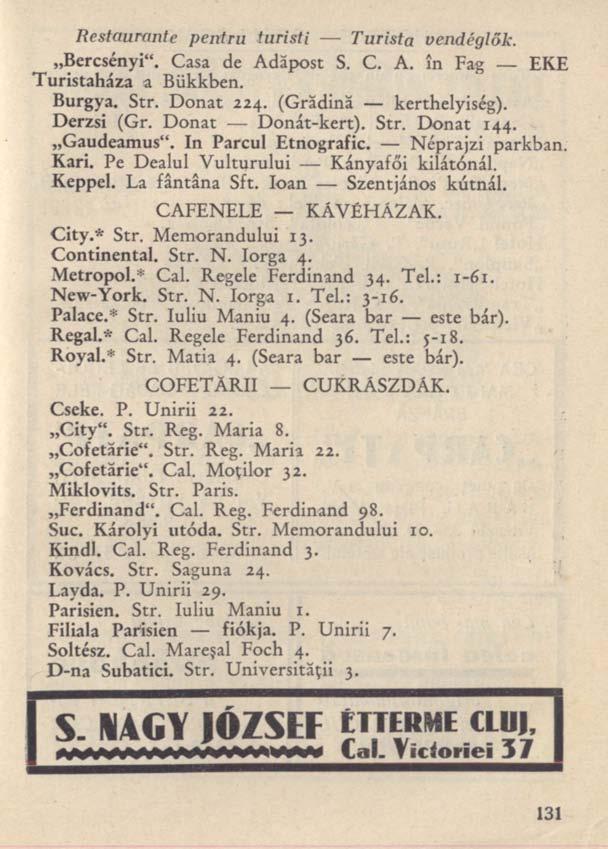 Restaurante pentru turisti — Turista vendéglők.
„Bercsényi“. Casa de Adăpost S. C. A. în Fag — EKE
Turistaháza a Bükkben.
Burgya. Str. Donat 224. (Grădină — kerthelyiség).
Derzsi (Gr. Donat — Donát-kert). Str. Donat 144.
„Gaudeamus“. In Parcul Etnografic. — Néprajzi parkban.
Kari. Pe Dealul Vulturului — Kányafői kilátónál.
Keppel. La fântâna Sft. Ioan — Szentjános kútnál.
CAFENELE — KÁVÉHÁZAK.
City.* Str. Memorandului 13.
Continental. Str. N. Iorga 4.
Metropol.* Cal. Regele Ferdinand 34. Tel.: 1-61.
New-York. Str. N. Iorga 1. Tel.: 3-16.
Palace.* Str. Iuliu Maniu 4. (Seara bar — este bár).
Regal.* Cal. Regele Ferdinand 36. Tel.: 5-18.
Royal.* Str. Matia 4. (Seara bar — este bár).
COFETĂRII — CUKRÁSZDÁK.
Cseke. P. Unirii 22.
„City“. Str. Reg. Maria 8.
„Cofetărie“. Str. Reg. Maria 22.
„Cofetărie“. Cal. Moților 32.
Miklovits. Str. Paris.
„Ferdinand“. Cal. Reg. Ferdinand 98.
Suc. Károlyi utóda. Str. Memorandului 10.
Kindl. Cal. Reg. Ferdinand 3.
Kovács. Str. Saguna 24.
Layda. P. Unirii 29.
Parisien. Str. Iuliu Maniu 1.
Filiala Parisien — fiókja. P. Unirii 7.
Soltész. Cal. Mareșal Foch 4.
D-na Subatici. Str. Universității 3.
S. NAGY JÓZSEF ÉTTERME CLUJ,
Cal. Victoriei 37
131